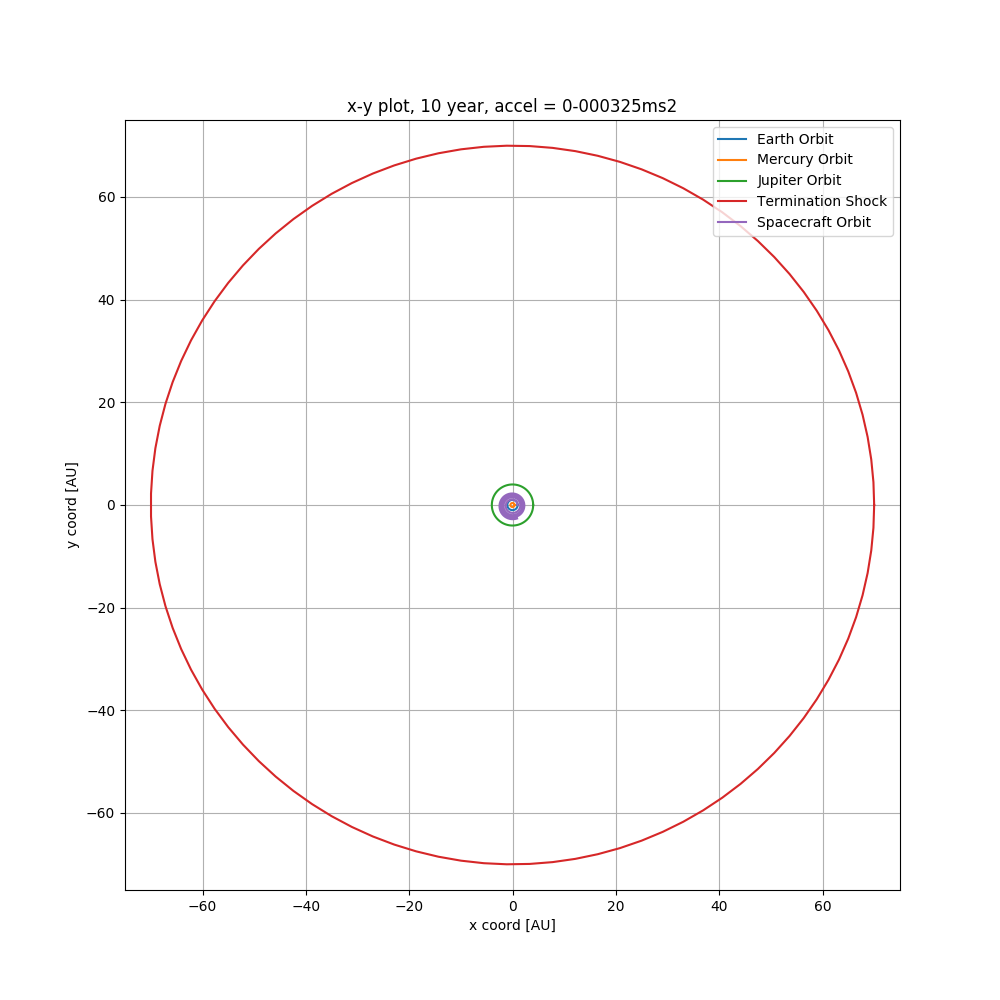 x-y plot, 10 year, accel = 0-000325ms2
Earth Orbit
Mercury Orbit
Jupiter Orbit
Termination Shock
Spacecraft Orbit
60
40
20
0
−20
−40
−60
y coord [AU]
−60 −40 −20 0 20 40 60
x coord [AU]